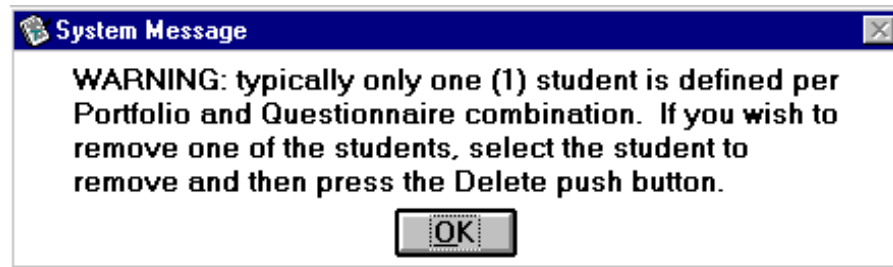 System Message
WARNING: typically only one (1) student is defined per
Portfolio and Questionnaire combination.  If you wish to
remove one of the students, select the student to
remove and then press the Delete push button.
OK